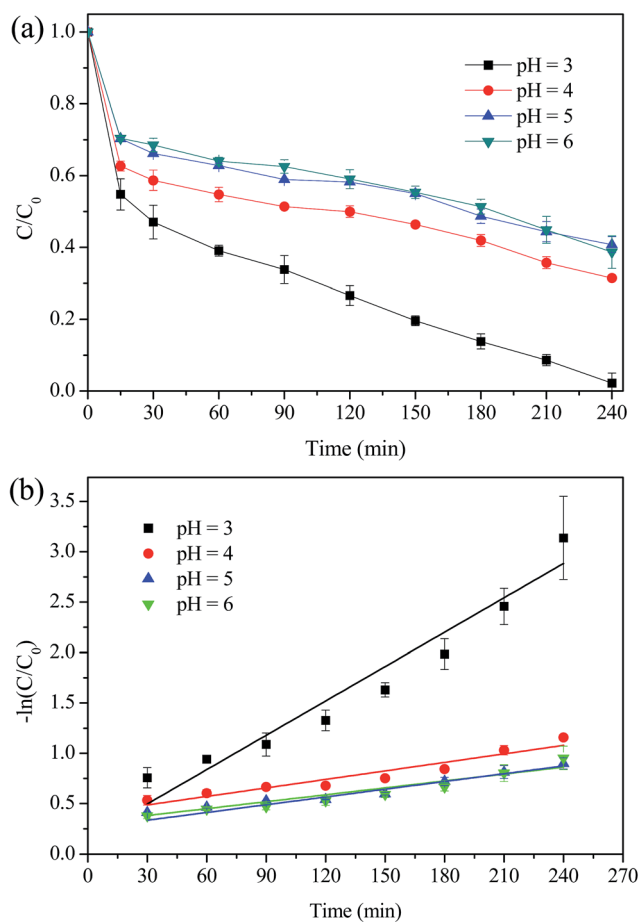 (a)
1.0
0.8
0.6
0.4
0.2
0.0
C/C₀
pH = 3
pH = 4
pH = 5
pH = 6
0 30 60 90 120 150 180 210 240
Time (min)
(b)
3.5
3.0
2.5
2.0
1.5
1.0
0.5
0.0
-ln(C/C₀)
pH = 3
pH = 4
pH = 5
pH = 6
0 30 60 90 120 150 180 210 240 270
Time (min)